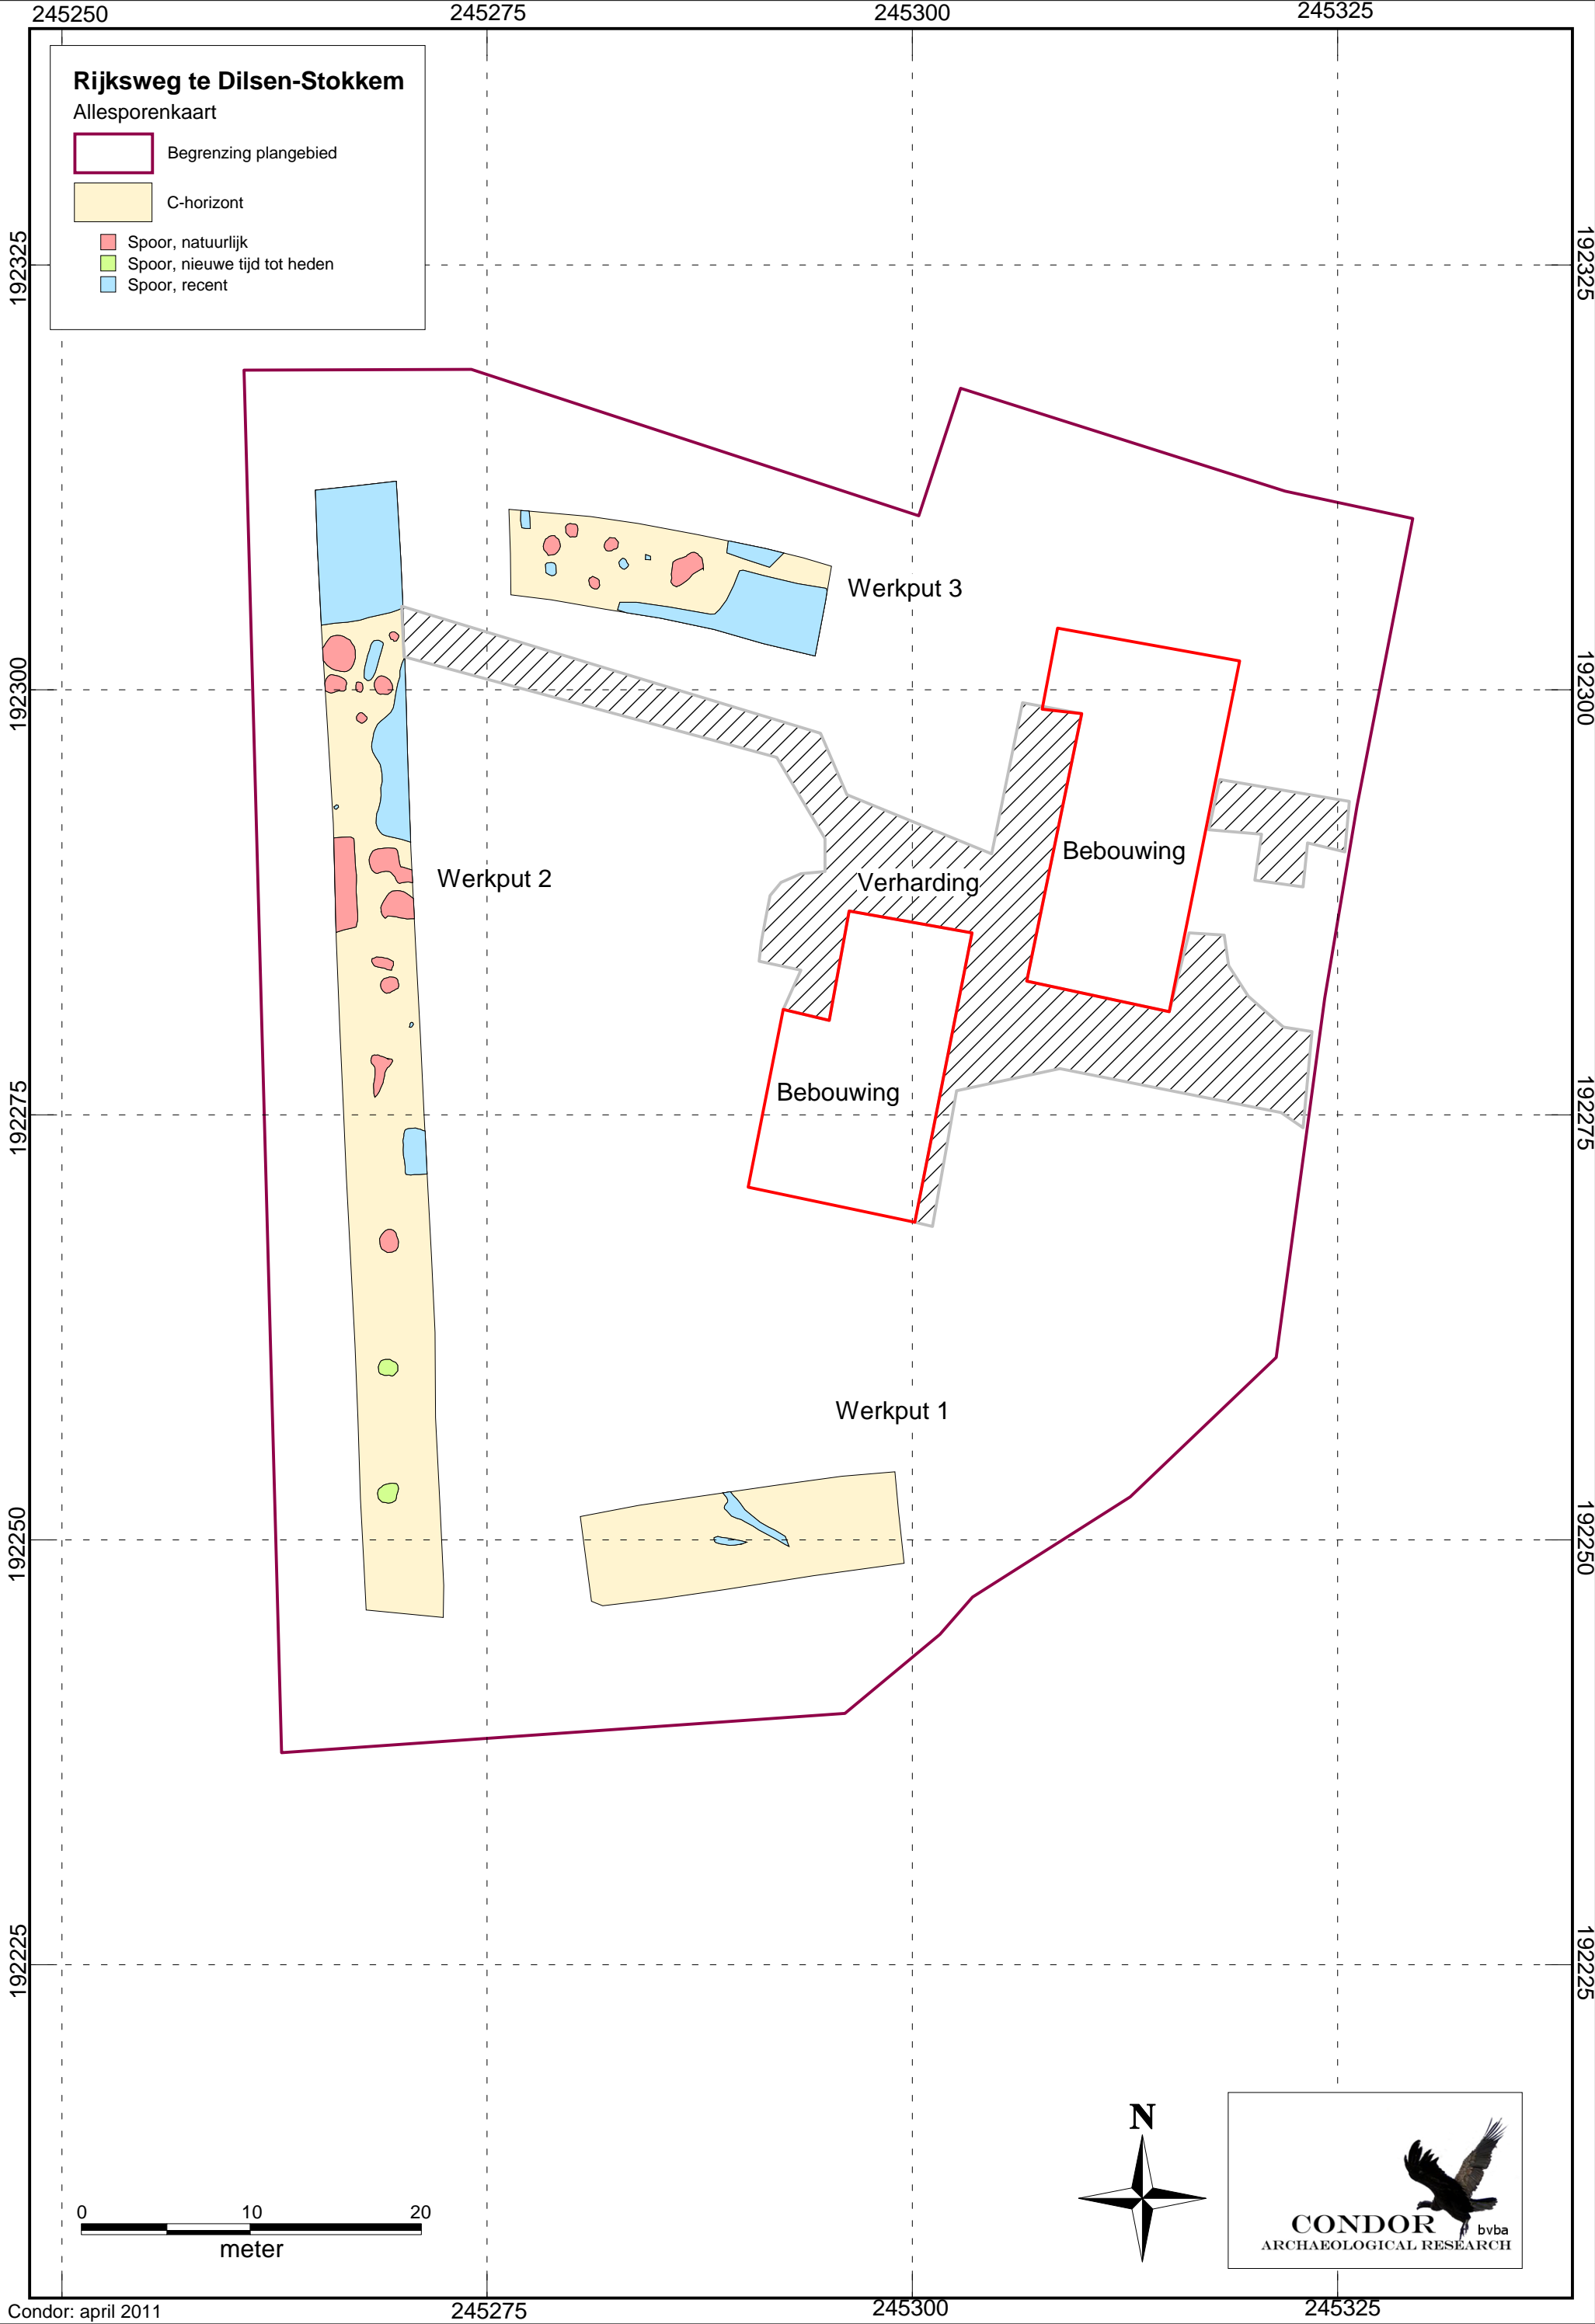 245250
245275
245300
245325
Rijksweg te Dilsen-Stokkem
Allesporenkaart
Begrenzing plangebied
C-horizont
Spoor, natuurlijk
Spoor, nieuwe tijd tot heden
Spoor, recent
192325
192325
Werkput 3
192300
192300
Bebouwing
Werkput 2
Verharding
Bebouwing
192275
192275
Werkput 1
192250
192250
192225
192225
N
0 10 20
meter
CONDOR bvba
ARCHAEOLOGICAL RESEARCH
Condor: april 2011
245275
245300
245325